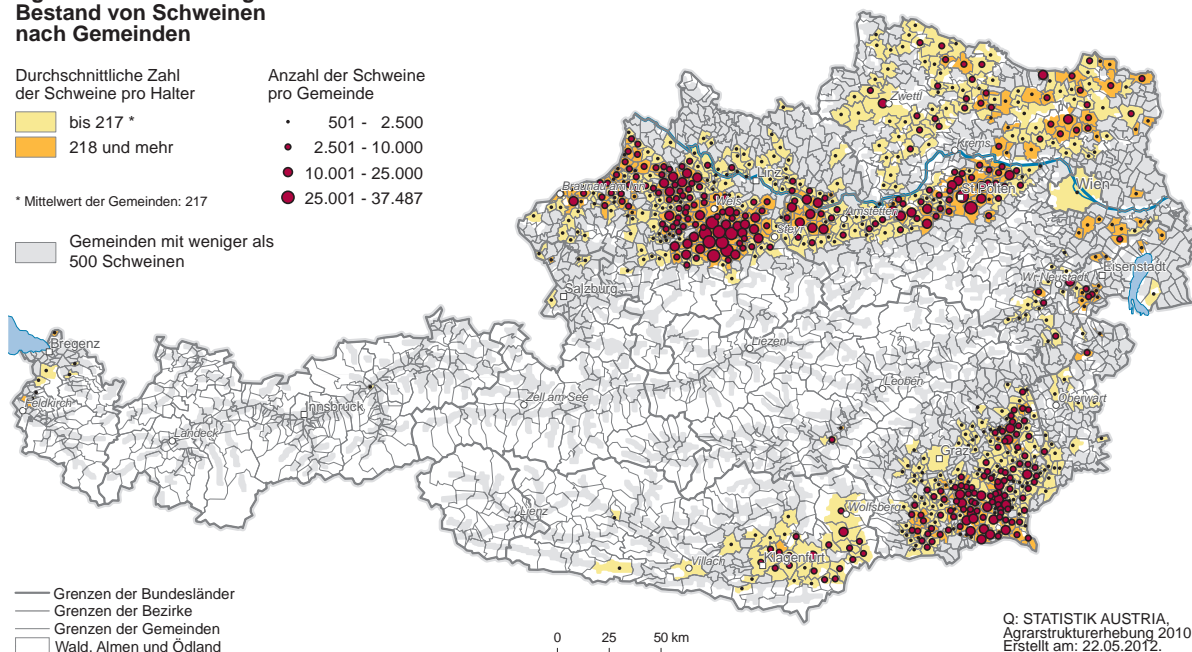 Bestand von Schweinen
nach Gemeinden
Durchschnittliche Zahl
der Schweine pro Halter
bis 217 *
218 und mehr
* Mittelwert der Gemeinden: 217
Gemeinden mit weniger als
500 Schweinen
Anzahl der Schweine
pro Gemeinde
501 - 2.500
2.501 - 10.000
10.001 - 25.000
25.001 - 37.487
Zwettl
Krems
Linz
Braunau am Inn
Wels
St.Pölten
Wien
Amstetten
Steyr
Eisenstadt
Wr. Neustadt
Salzburg
Bregenz
Liezen
Leoben
Feldkirch
Innsbruck
Zell am See
Oberwart
Landeck
Graz
Lienz
Wolfsberg
Villach
Klagenfurt
Grenzen der Bundesländer
Grenzen der Bezirke
Grenzen der Gemeinden
Wald, Almen und Ödland
0 25 50 km
Q: STATISTIK AUSTRIA,
Agrarstrukturerhebung 2010.
Erstellt am: 22.05.2012.